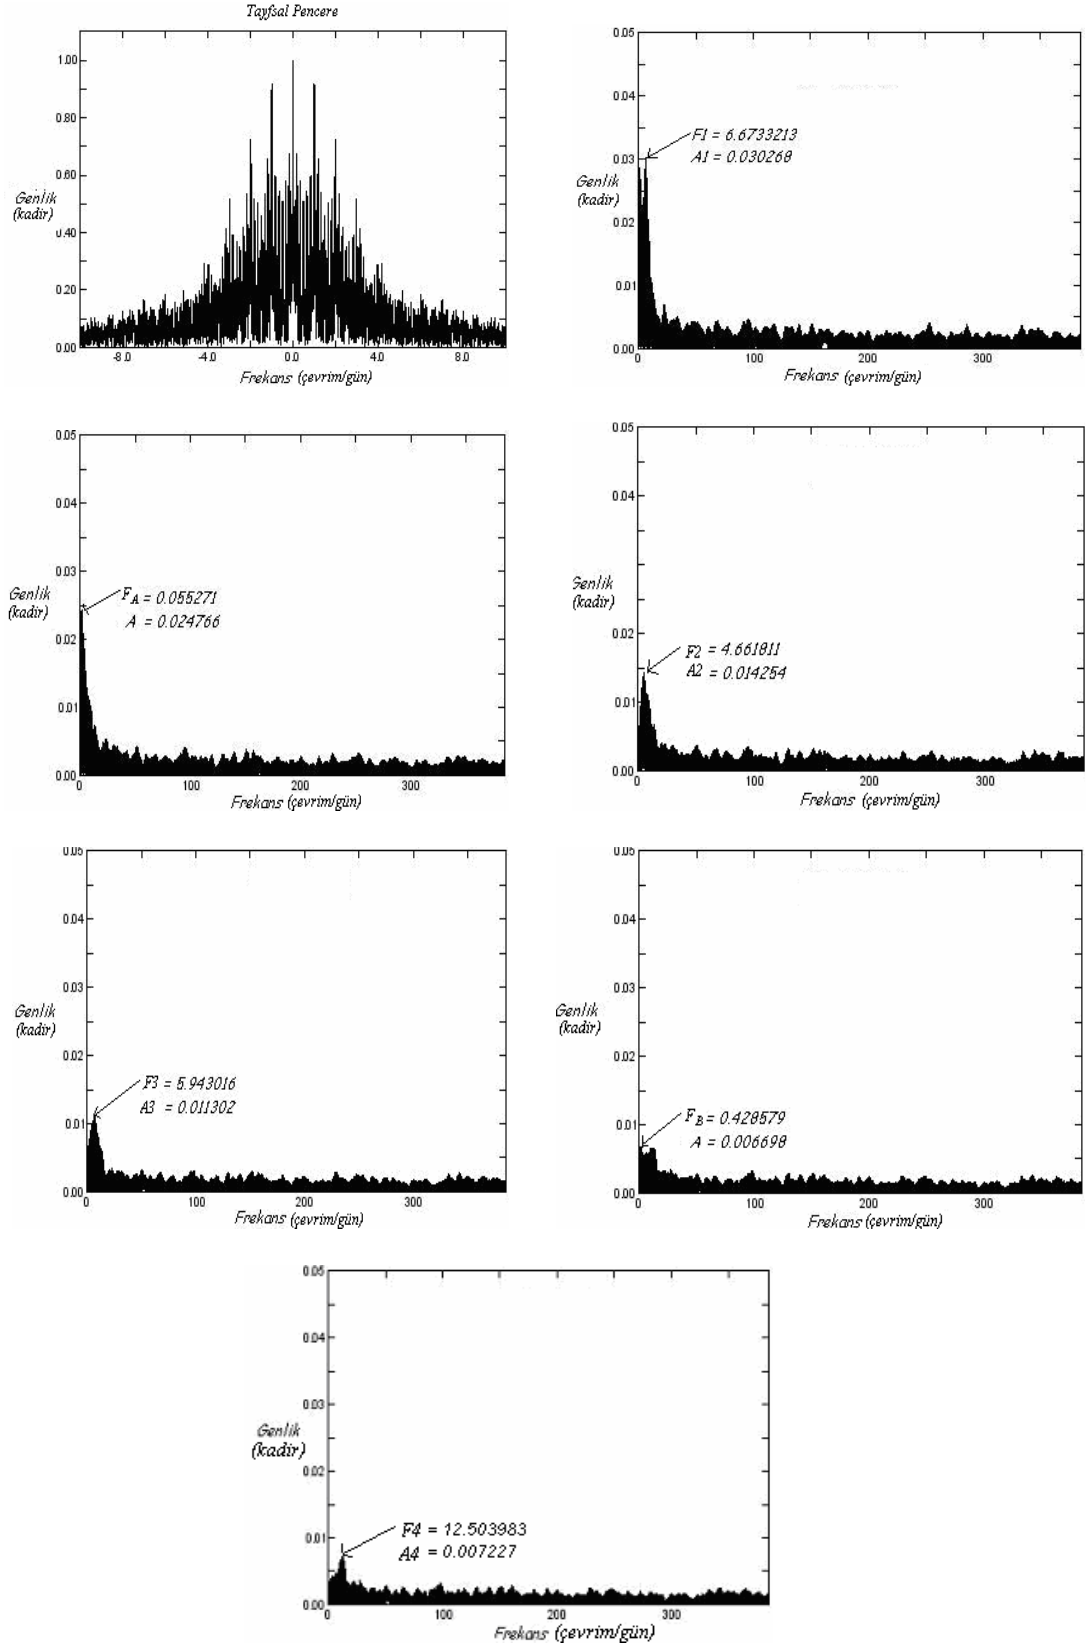 Tayfsal Pencere
1.00
0.80
0.60
0.40
0.20
0.00
Genlik
(kadir)
-8.0 -4.0 0.0 4.0 8.0
Frekans (çevrim/gün)
0.05
0.04
0.03
0.02
0.01
0.00
Genlik
(kadir)
F1 = 6.6733213
A1 = 0.030268
0 100 200 300
Frekans (çevrim/gün)
0.05
0.04
0.03
0.02
0.01
0.00
Genlik
(kadir)
FA = 0.055271
A = 0.024766
0 100 200 300
Frekans (çevrim/gün)
0.05
0.04
0.02
0.01
0.00
Genlik
(kadir)
F2 = 4.661811
A2 = 0.014254
0 100 200 300
Frekans (çevrim/gün)
0.05
0.04
0.03
0.02
0.01
0.00
Genlik
(kadir)
F3 = 5.943016
A3 = 0.011302
0 100 200 300
Frekans (çevrim/gün)
0.05
0.04
0.03
0.02
0.01
0.00
Genlik
(kadir)
FB = 0.428579
A = 0.006698
0 100 200 300
Frekans (çevrim/gün)
0.05
0.04
0.03
0.02
0.01
0.00
Genlik
(kadir)
F4 = 12.503983
A4 = 0.007227
0 100 200 300
Frekans (çevrim/gün)